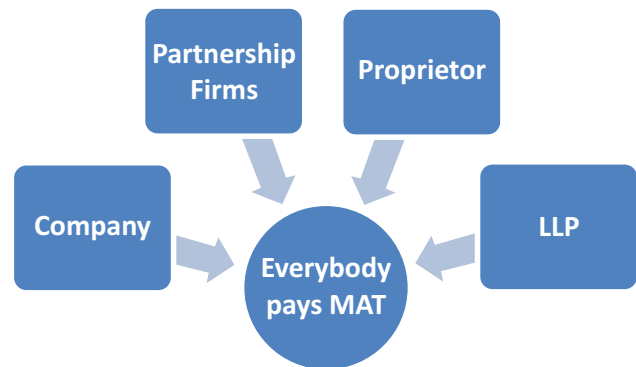 Partnership
Firms
Proprietor
Company
LLP
Everybody
pays MAT